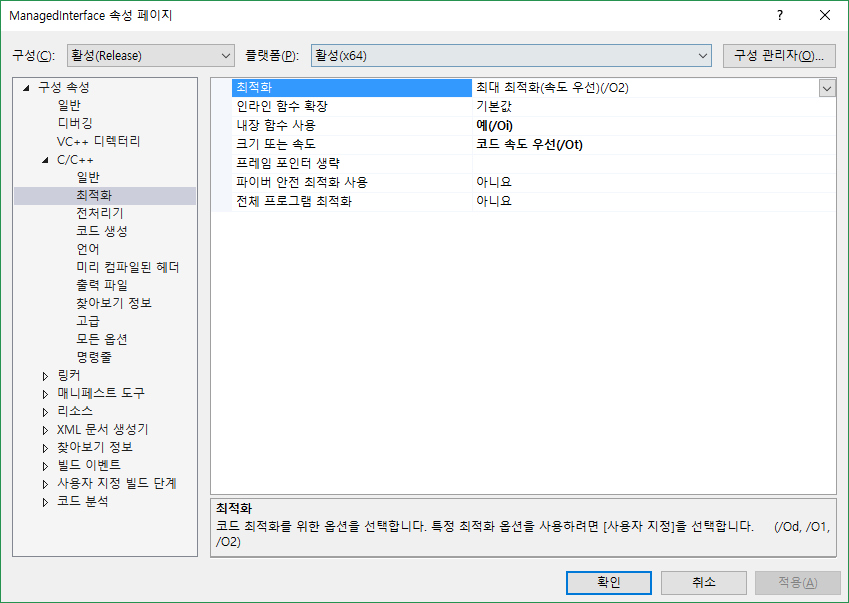 ManagedInterface 속성 페이지
구성(C): 활성(Release) 플랫폼(P): 활성(x64) 구성 관리자(O)...
구성 속성
일반
디버깅
VC++ 디렉터리
C/C++
일반
최적화
전처리기
코드 생성
언어
미리 컴파일된 헤더
출력 파일
찾아보기 정보
고급
모든 옵션
명령줄
링커
매니페스트 도구
리소스
XML 문서 생성기
찾아보기 정보
빌드 이벤트
사용자 지정 빌드 단계
코드 분석
최적화 최대 최적화(속도 우선)(/O2)
인라인 함수 확장 기본값
내장 함수 사용 예(/Oi)
크기 또는 속도 코드 속도 우선(/Ot)
프레임 포인터 생략
파이버 안전 최적화 사용 아니요
전체 프로그램 최적화 아니요
최적화
코드 최적화를 위한 옵션을 선택합니다. 특정 최적화 옵션을 사용하려면 [사용자 지정]을 선택합니다. (/Od, /O1,
/O2)
확인 취소 적용(A)